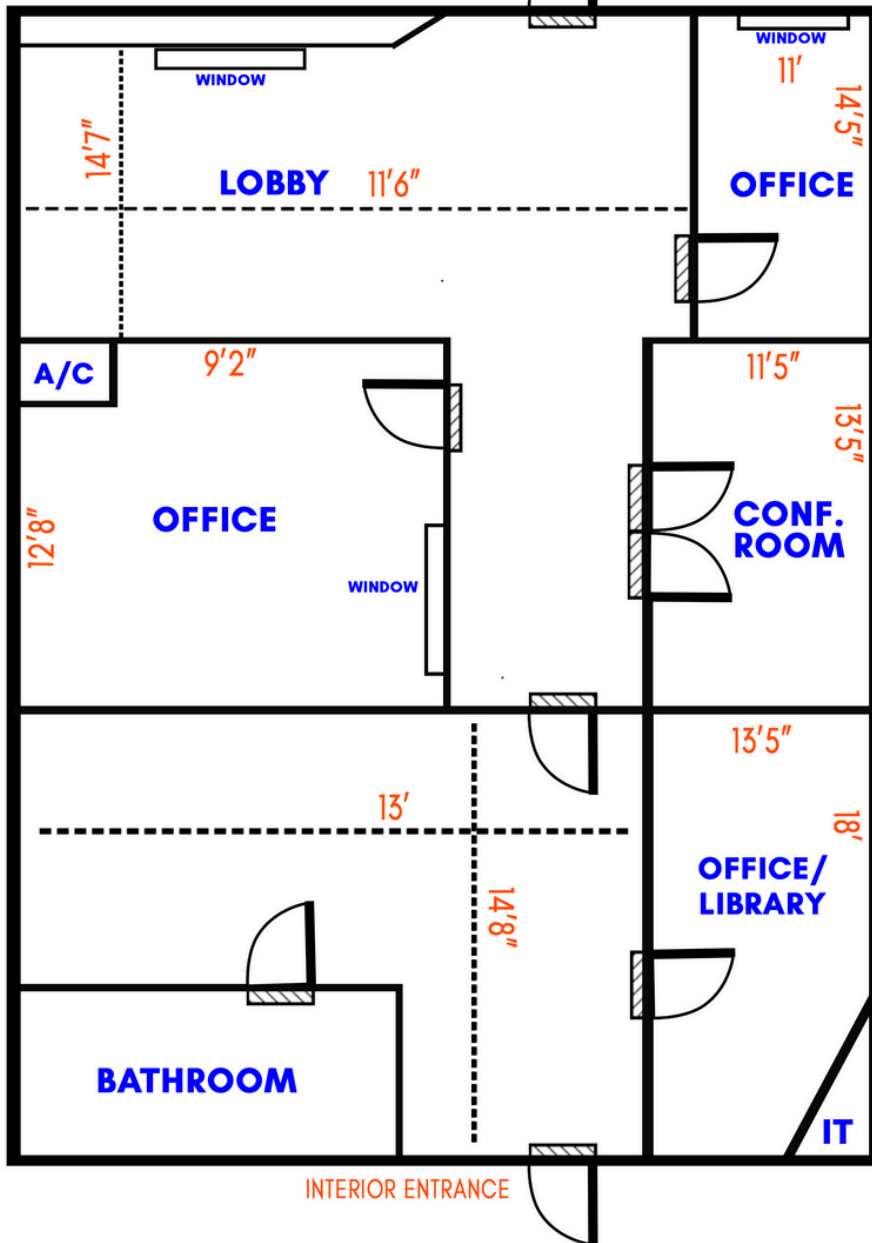 WINDOW
WINDOW
11'
14'5"
14'7"
LOBBY
11'6"
OFFICE
A/C
9'2"
11'5"
13'5"
OFFICE
12'8"
CONF.
ROOM
WINDOW
13'5"
13'
18'
OFFICE/
LIBRARY
14'8"
BATHROOM
IT
INTERIOR ENTRANCE